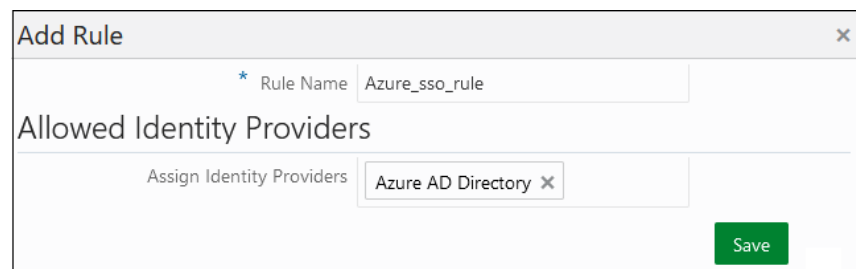 Add Rule ×
* Rule Name Azure_sso_rule
Allowed Identity Providers
Assign Identity Providers Azure AD Directory ×
Save